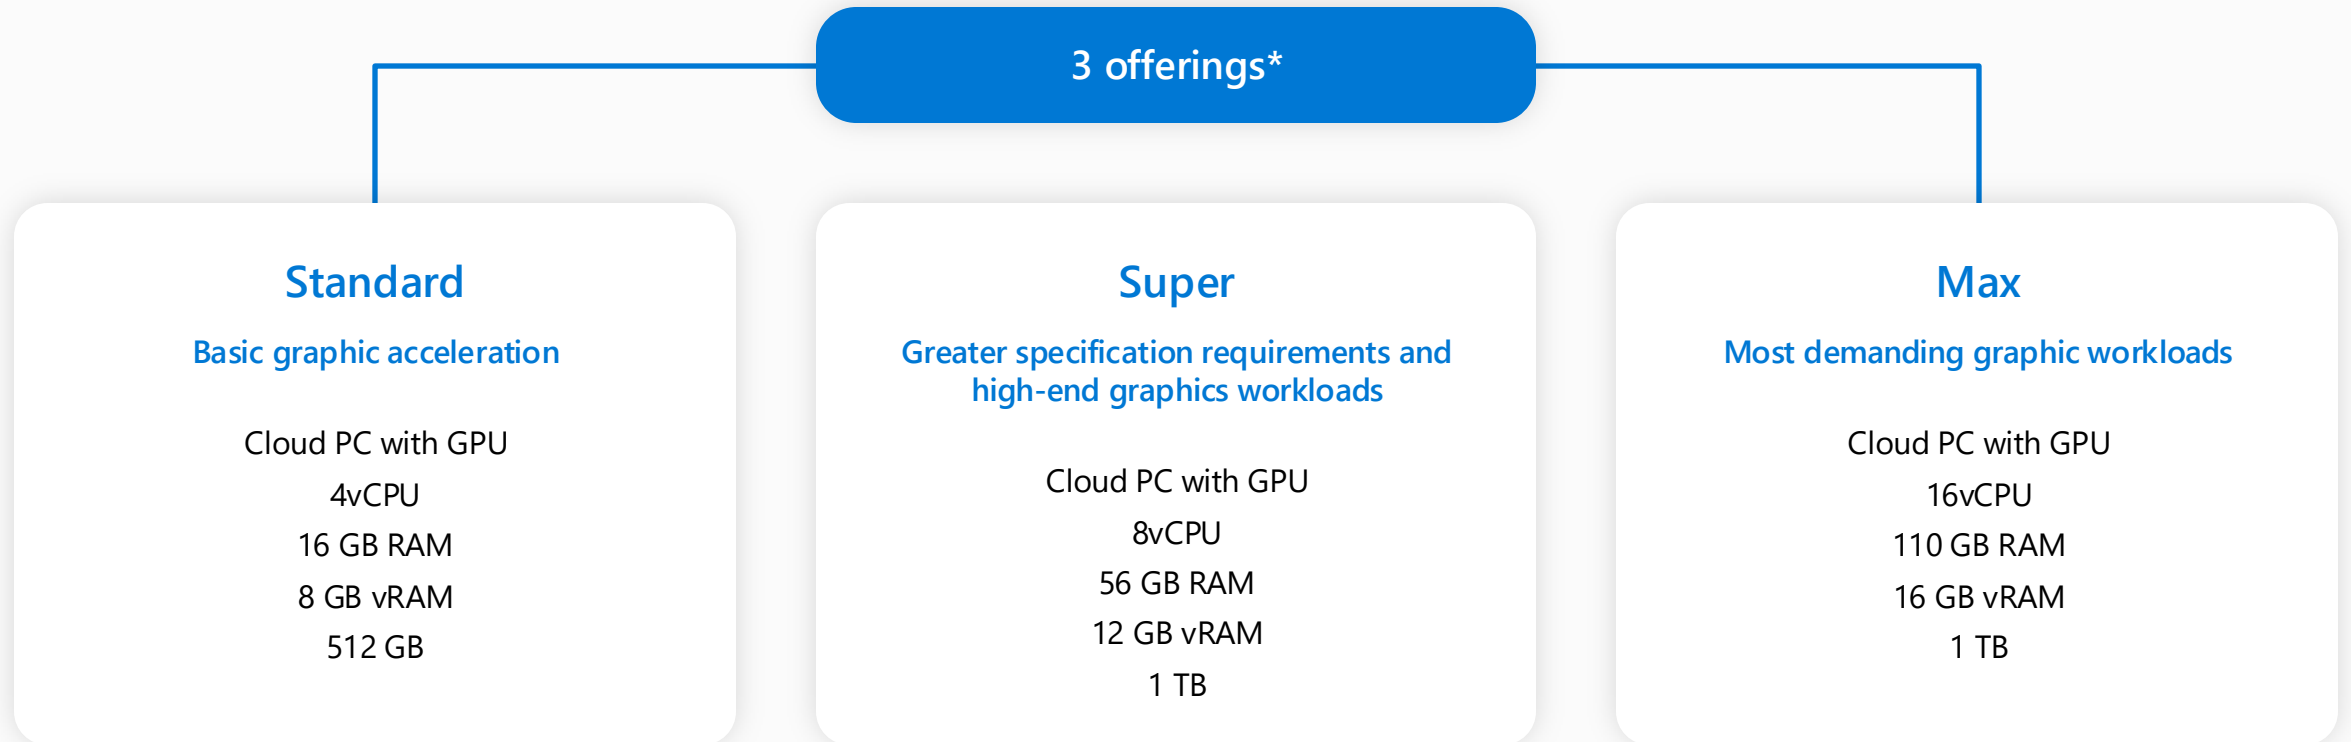 3 offerings*
Standard
Basic graphic acceleration
Cloud PC with GPU
4vCPU
16 GB RAM
8 GB vRAM
512 GB
Super
Greater specification requirements and
high-end graphics workloads
Cloud PC with GPU
8vCPU
56 GB RAM
12 GB vRAM
1 TB
Max
Most demanding graphic workloads
Cloud PC with GPU
16vCPU
110 GB RAM
16 GB vRAM
1 TB